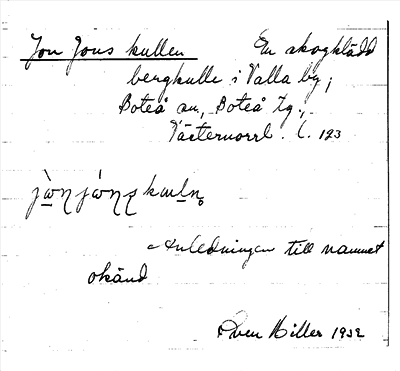 Jon Jons kullen En skogklädd
bergkulle i Valla by,
Boteå sn, Boteå tg.,
Västernorrl. l. 123
Anledningen till namnet
okänd
Sven Hiller 1932